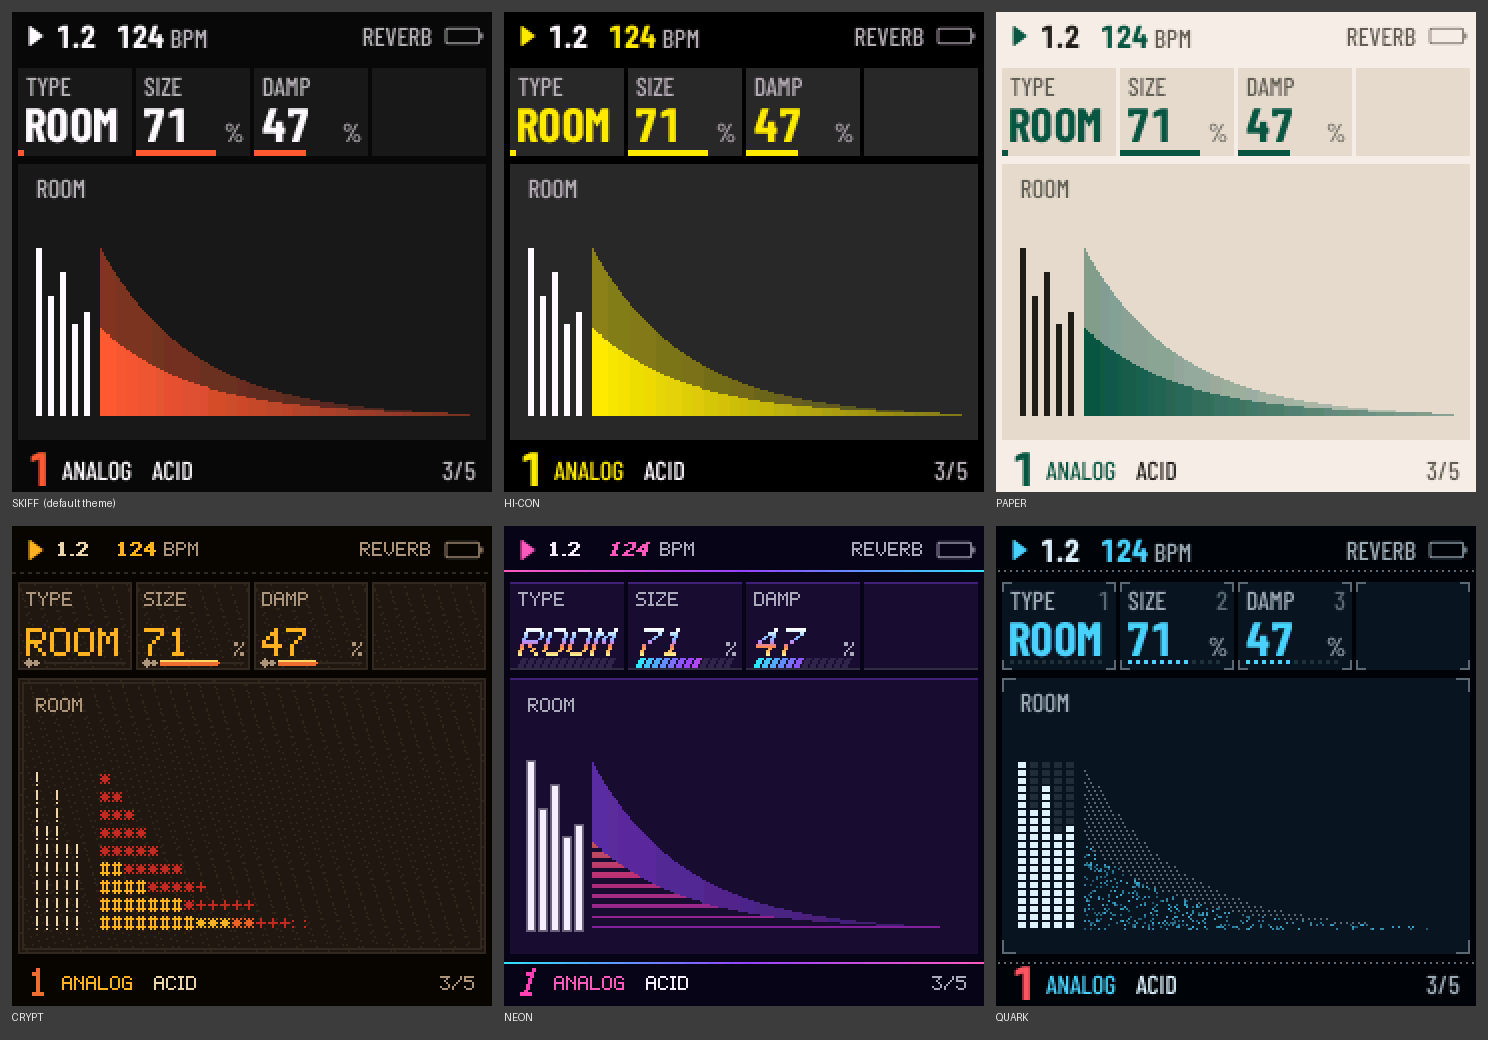 1.2 124 BPM REVERB
TYPE SIZE DAMP
ROOM 71 % 47 %
ROOM
1 ANALOG ACID 3/5
SKIFF (default theme)
1.2 124 BPM REVERB
TYPE SIZE DAMP
ROOM 71 % 47 %
ROOM
1 ANALOG ACID 3/5
HI-CON
1.2 124 BPM REVERB
TYPE SIZE DAMP
ROOM 71 % 47 %
ROOM
1 ANALOG ACID 3/5
PAPER
1.2 124 BPM REVERB
TYPE SIZE DAMP
ROOM 71 % 47 %
ROOM
! 
! !
! !
!!!
!!!!!
!!!!!
!!!!!
!!!!!
!!!!!
*
**
***
****
*****
##*****
####****+
#######*+++++
########*****+++: :
1 ANALOG ACID 3/5
CRYPT
1.2 124 BPM REVERB
TYPE SIZE DAMP
ROOM 71 % 47 %
ROOM
1 ANALOG ACID 3/5
NEON
1.2 124 BPM REVERB
TYPE 1 SIZE 2 DAMP 3
ROOM 71 % 47 %
ROOM
1 ANALOG ACID 3/5
QUARK